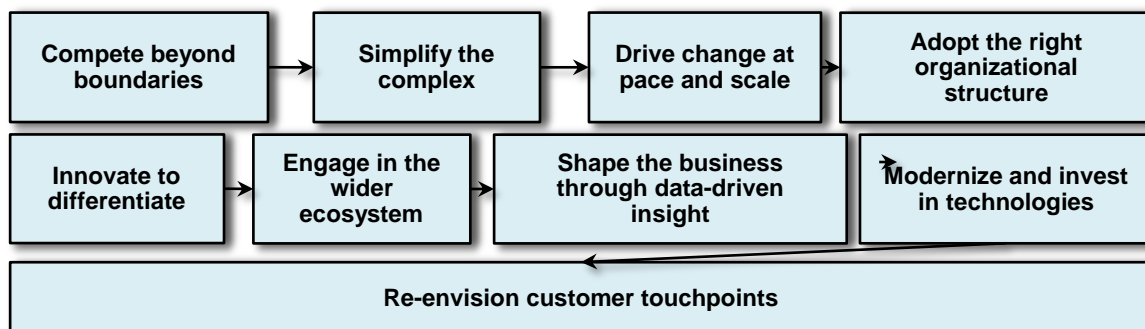 Compete beyond
boundaries
Simplify the
complex
Drive change at
pace and scale
Adopt the right
organizational
structure
Innovate to
differentiate
Engage in the
wider
ecosystem
Shape the business
through data-driven
insight
Modernize and invest
in technologies
Re-envision customer touchpoints